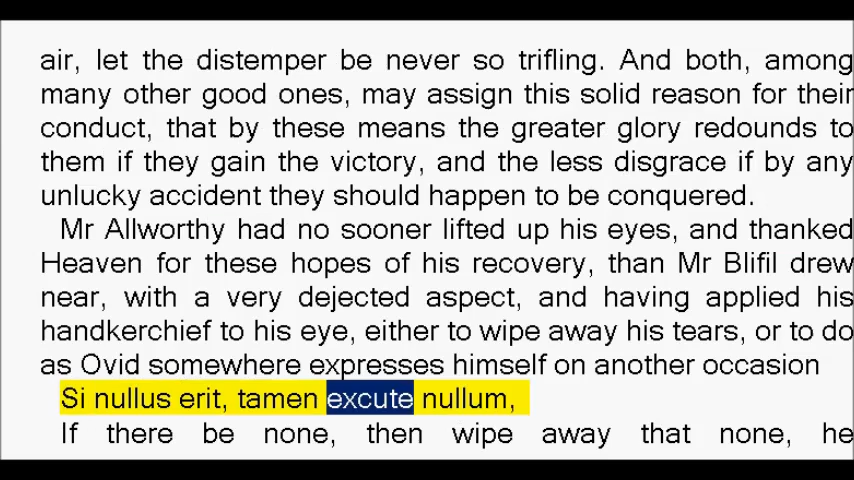 air, let the distemper be never so trifling. And both, among
many other good ones, may assign this solid reason for their
conduct, that by these means the greater glory redounds to
them if they gain the victory, and the less disgrace if by any
unlucky accident they should happen to be conquered.
Mr Allworthy had no sooner lifted up his eyes, and thanked
Heaven for these hopes of his recovery, than Mr Blifil drew
near, with a very dejected aspect, and having applied his
handkerchief to his eye, either to wipe away his tears, or to do
as Ovid somewhere expresses himself on another occasion
Si nullus erit, tamen excute nullum,
If there be none, then wipe away that none, he